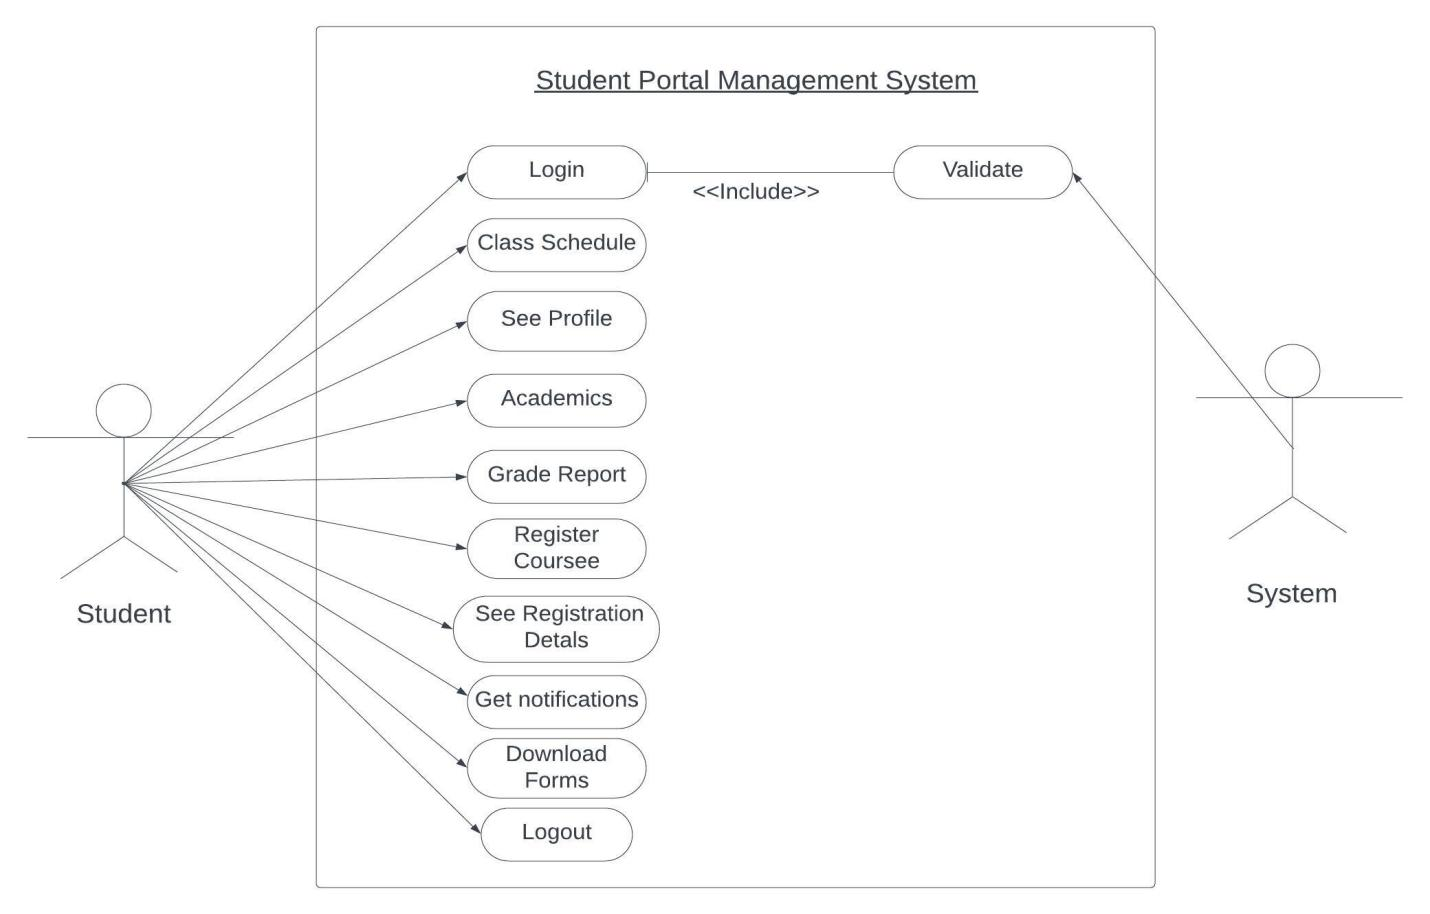 Student Portal Management System
Login
Validate
<<Include>>
Class Schedule
See Profile
Academics
Grade Report
Register
Coursee
See Registration
Detals
Get notifications
Download
Forms
Logout
Student
System